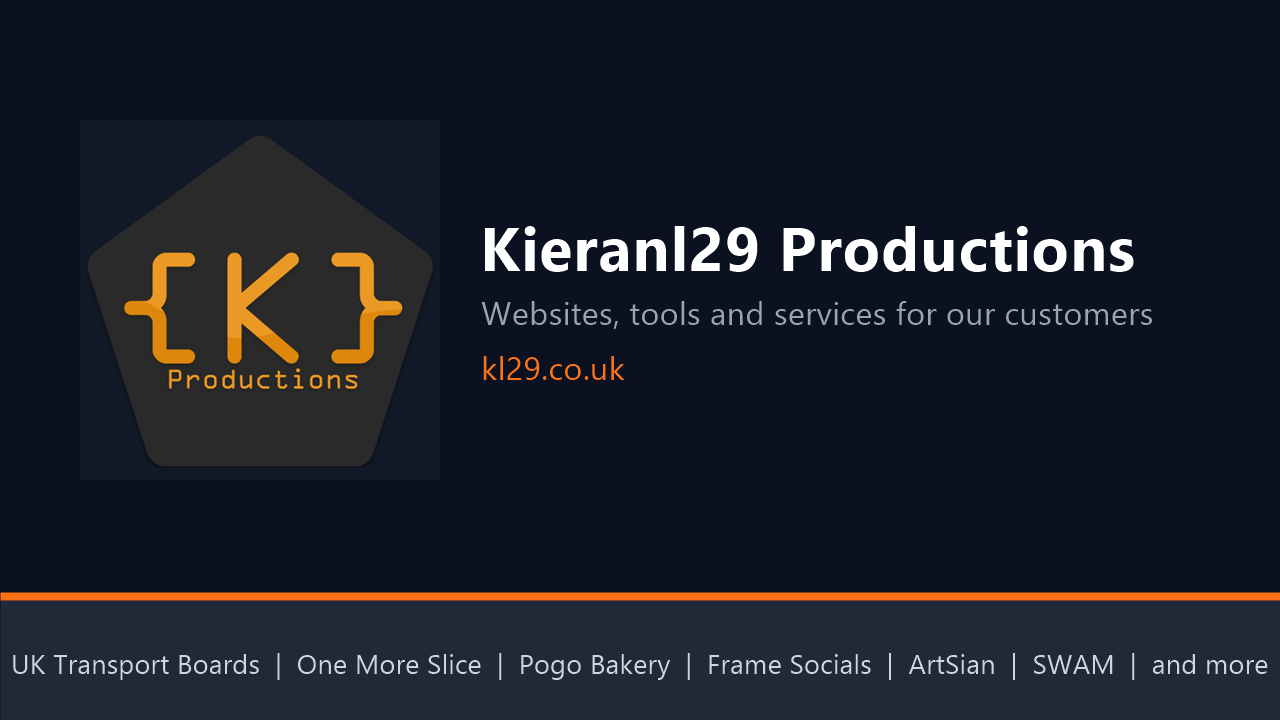 {K}
Productions
Kieranl29 Productions
Websites, tools and services for our customers
kl29.co.uk
UK Transport Boards | One More Slice | Pogo Bakery | Frame Socials | ArtSian | SWAM | and more